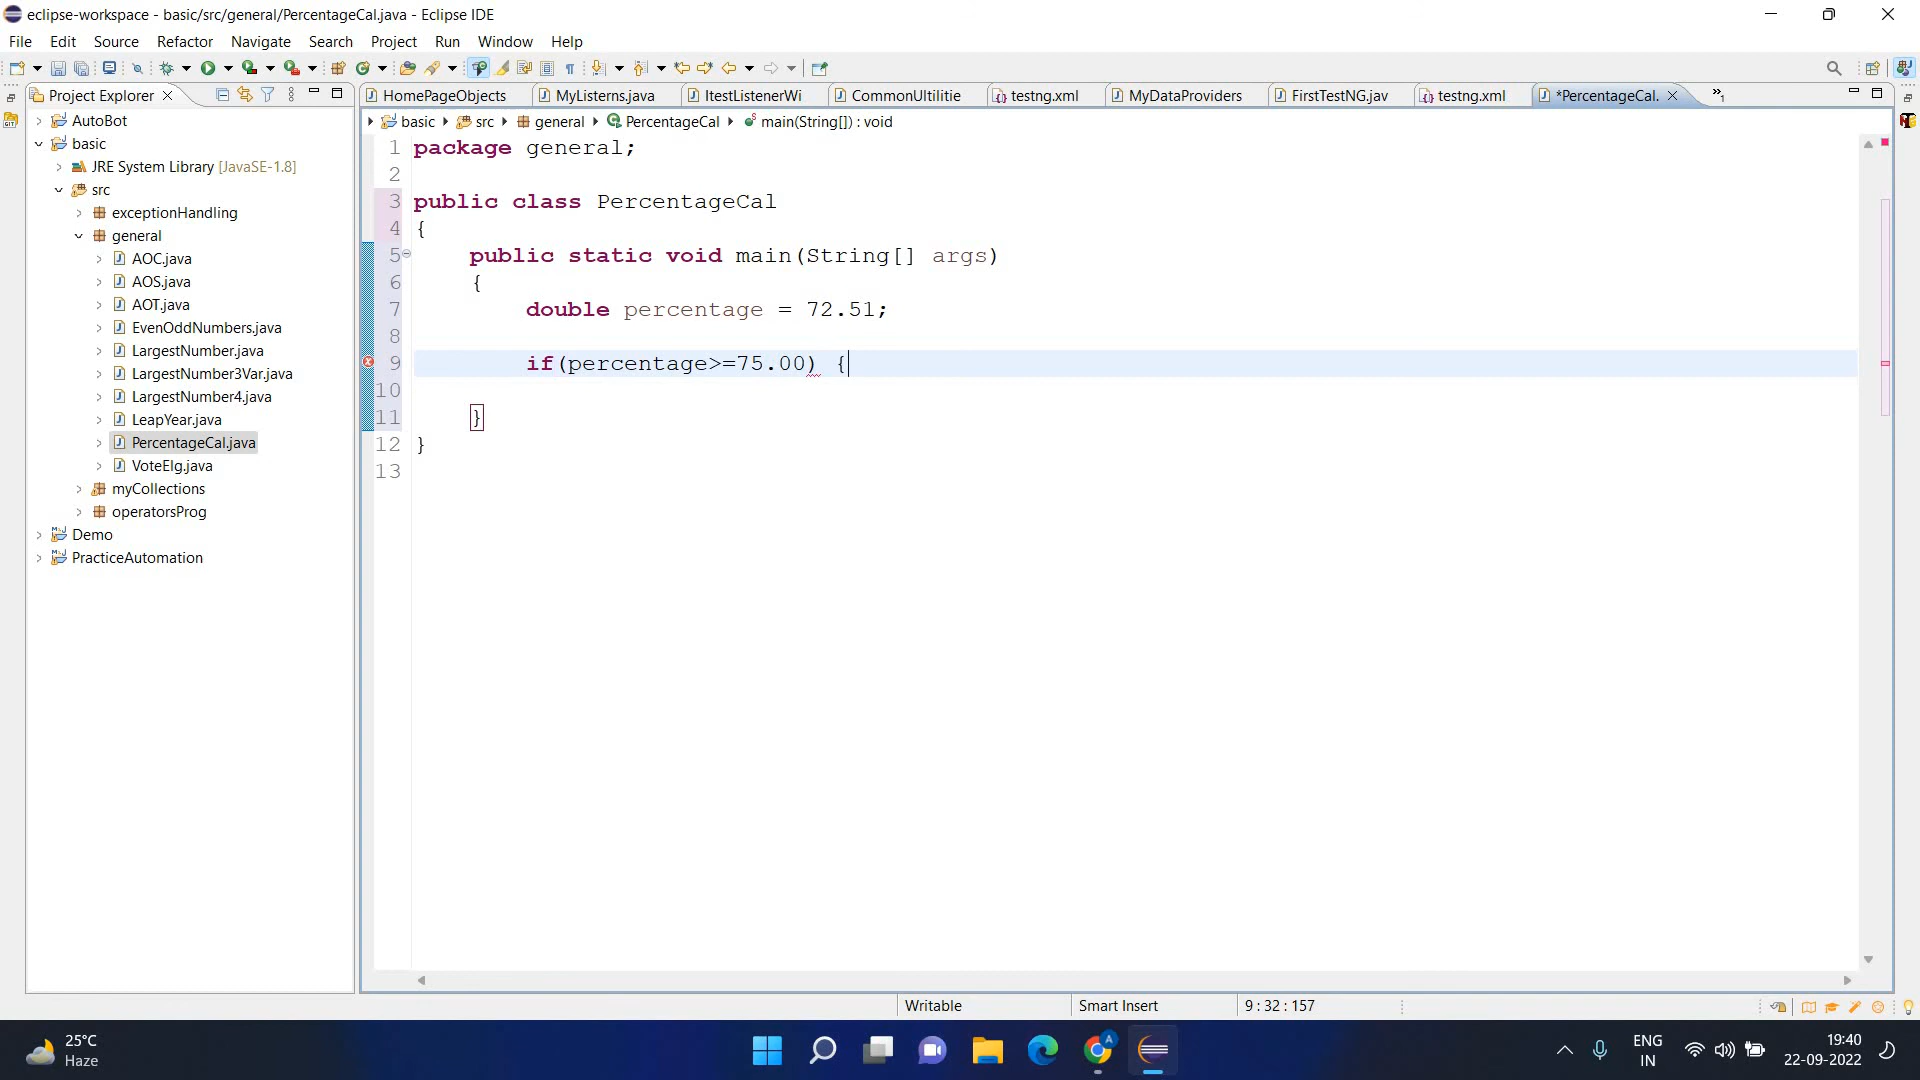 eclipse-workspace - basic/src/general/PercentageCal.java - Eclipse IDE
File Edit Source Refactor Navigate Search Project Run Window Help
Project Explorer
HomePageObjects MyListerns.java ItestListenerWi CommonUltilitie testng.xml MyDataProviders FirstTestNG.jav testng.xml *PercentageCal. »1
basic src general PercentageCal main(String[]) : void
AutoBot
basic
JRE System Library [JavaSE-1.8]
src
exceptionHandling
general
AOC.java
AOS.java
AOT.java
EvenOddNumbers.java
LargestNumber.java
LargestNumber3Var.java
LargestNumber4.java
LeapYear.java
PercentageCal.java
VoteElg.java
myCollections
operatorsProg
Demo
PracticeAutomation
1 package general;
2
3 public class PercentageCal
4 {
5 public static void main(String[] args)
6 {
7 double percentage = 72.51;
8
9 if(percentage>=75.00) {
10
11 }
12 }
13
Writable Smart Insert 9 : 32 : 157
25°C
Haze
ENG
IN
19:40
22-09-2022